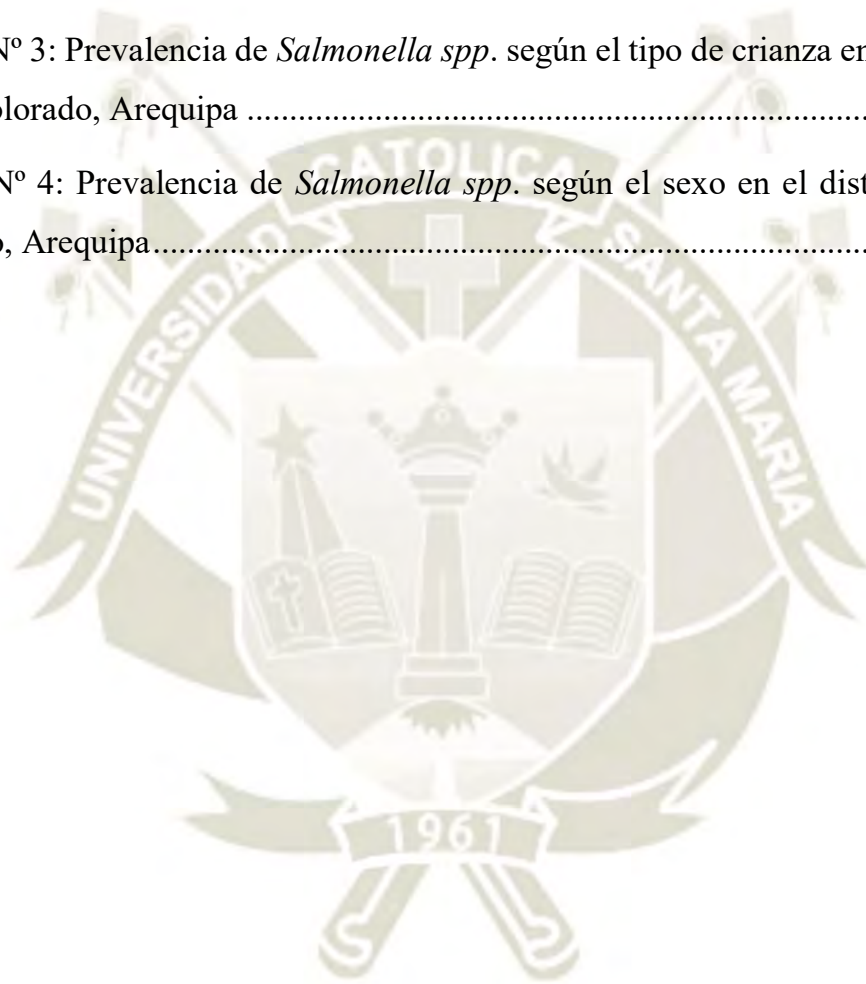 Nº 3: Prevalencia de Salmonella spp. según el tipo de crianza en
lorado, Arequipa ..........................................................................
Nº 4: Prevalencia de Salmonella spp. según el sexo en el dist
o, Arequipa.....................................................................................
UNIVERSIDAD CATOLICA SANTA MARIA
1961